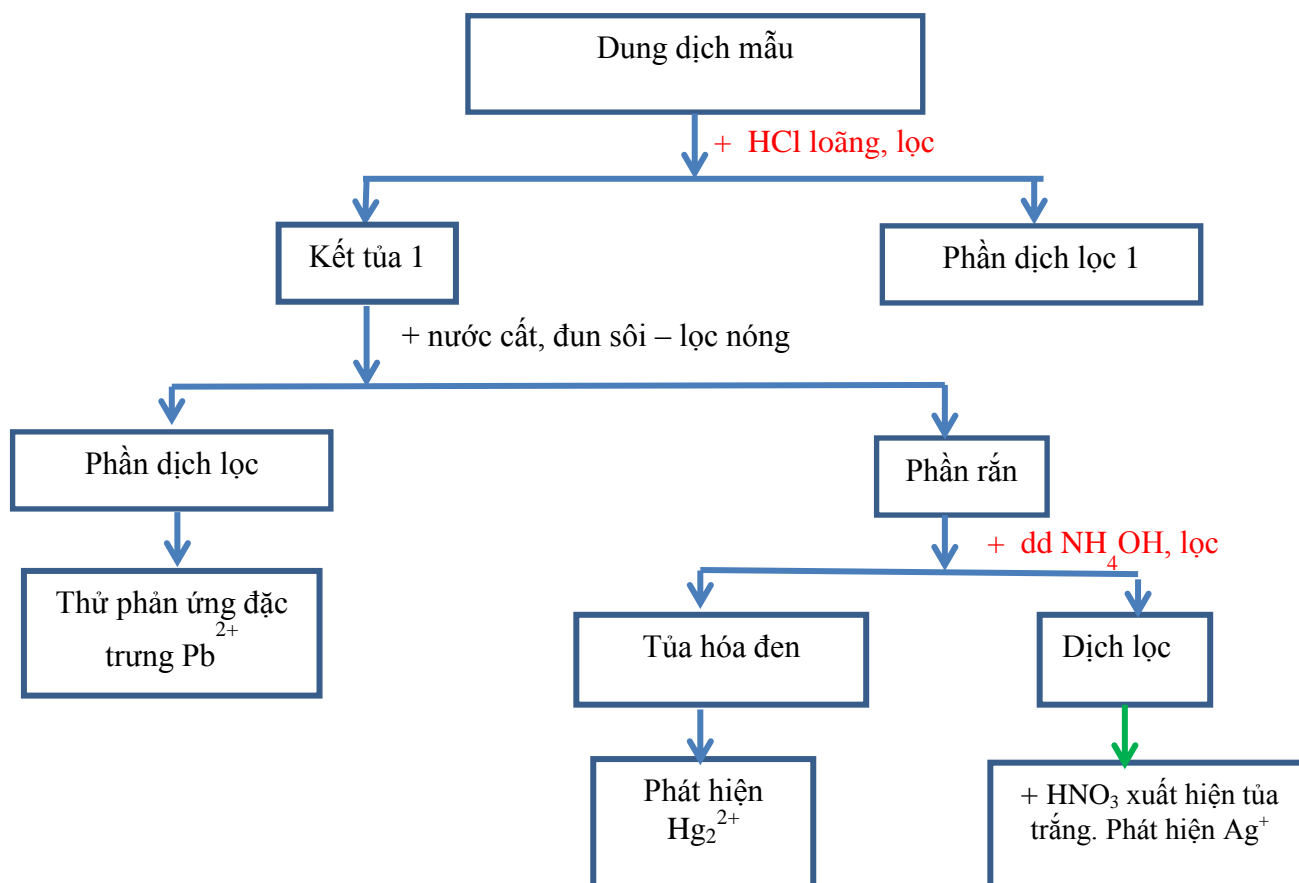 Dung dịch mẫu
+ HCl loãng, lọc
Kết tủa 1
Phần dịch lọc 1
+ nước cất, đun sôi – lọc nóng
Phần dịch lọc
Phần rắn
+ dd NH₄OH, lọc
Thử phản ứng đặc
trưng Pb²⁺
Tủa hóa đen
Dịch lọc
Phát hiện
Hg₂²⁺
+ HNO₃ xuất hiện tủa
trắng. Phát hiện Ag⁺